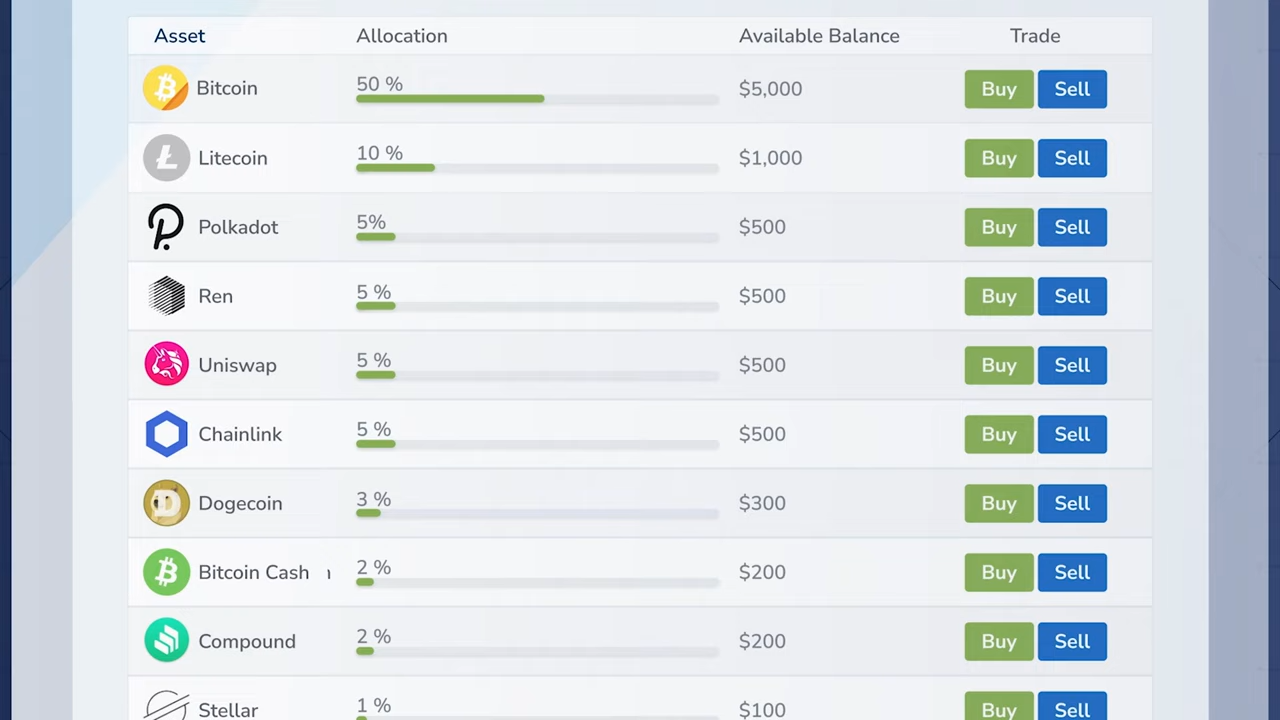 Asset Allocation Available Balance Trade
Bitcoin 50 % $5,000 Buy Sell
Litecoin 10 % $1,000 Buy Sell
Polkadot 5% $500 Buy Sell
Ren 5 % $500 Buy Sell
Uniswap 5 % $500 Buy Sell
Chainlink 5 % $500 Buy Sell
Dogecoin 3 % $300 Buy Sell
Bitcoin Cash 2 % $200 Buy Sell
Compound 2 % $200 Buy Sell
Stellar 1 % $100 Buy Sell